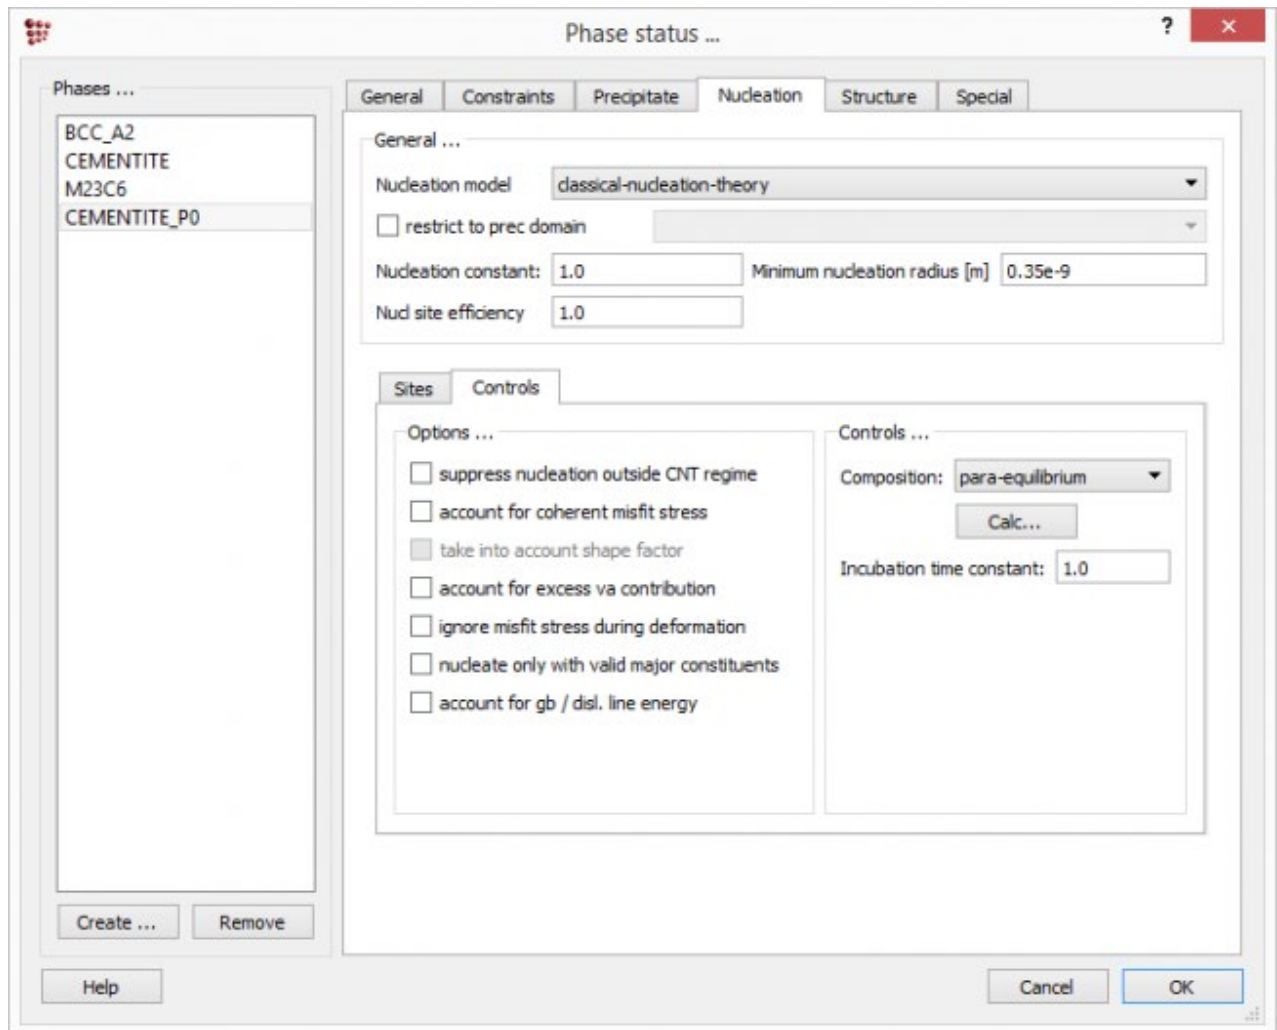 Phase status ...
?
Phases ...
BCC_A2
CEMENTITE
M23C6
CEMENTITE_P0
Create ...
Remove
General
Constraints
Precipitate
Nucleation
Structure
Special
General ...
Nucleation model
classical-nucleation-theory
restrict to prec domain
Nucleation constant:
1.0
Minimum nucleation radius [m]
0.35e-9
Nucl site efficiency
1.0
Sites
Controls
Options ...
suppress nucleation outside CNT regime
account for coherent misfit stress
take into account shape factor
account for excess va contribution
ignore misfit stress during deformation
nucleate only with valid major constituents
account for gb / disl. line energy
Controls ...
Composition:
para-equilibrium
Calc...
Incubation time constant:
1.0
Help
Cancel
OK